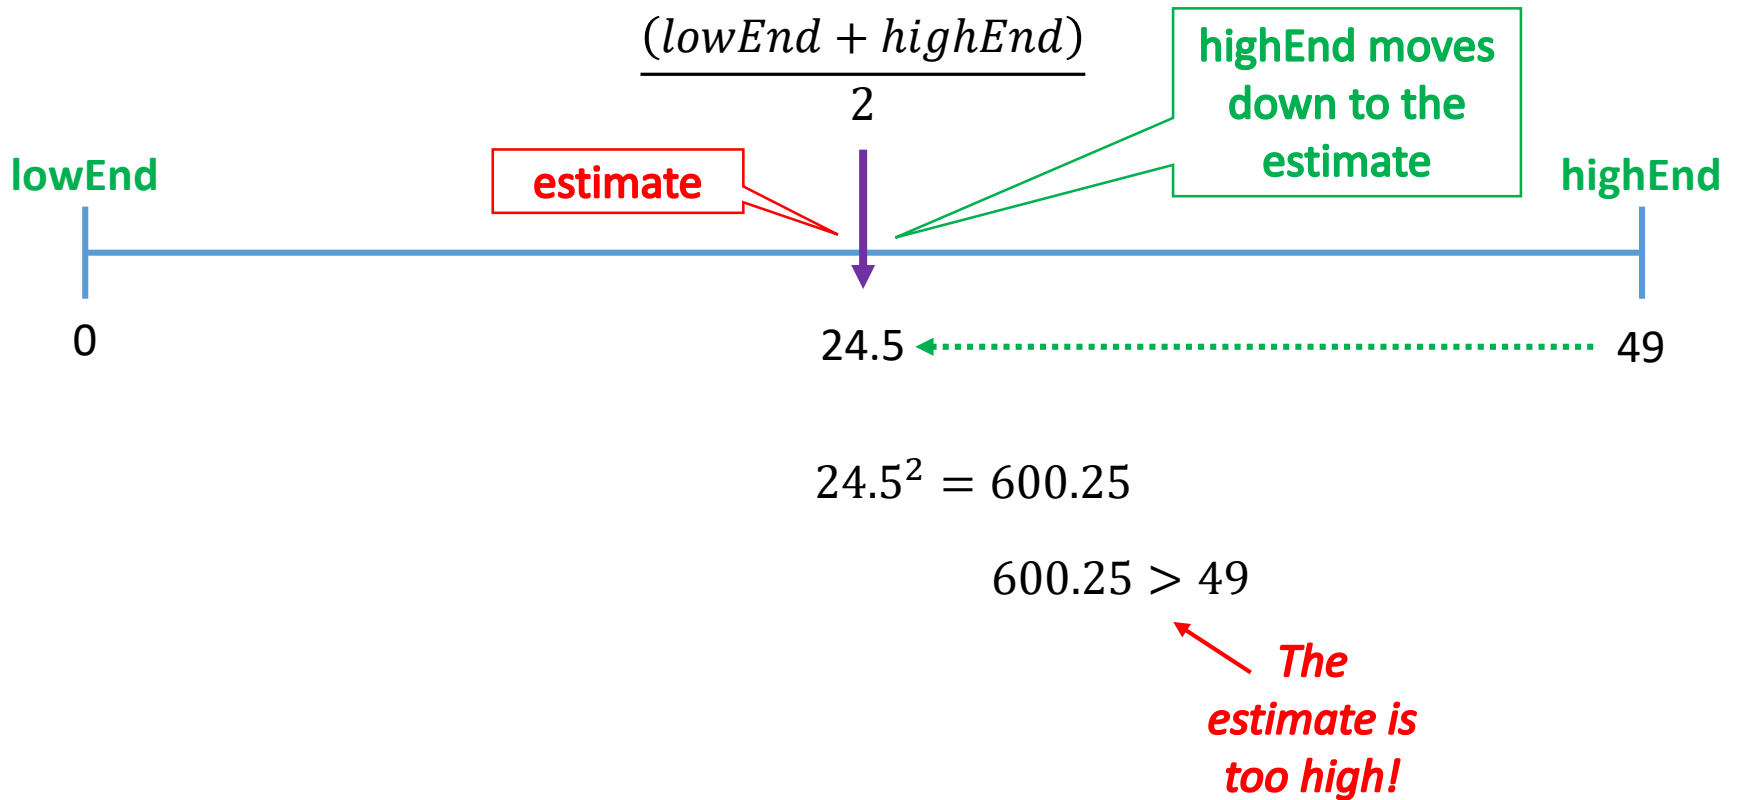 (lowEnd + highEnd)
2
highEnd moves
down to the
estimate
estimate
lowEnd
highEnd
0
24.5
49
24.5² = 600.25
600.25 > 49
The
estimate is
too high!